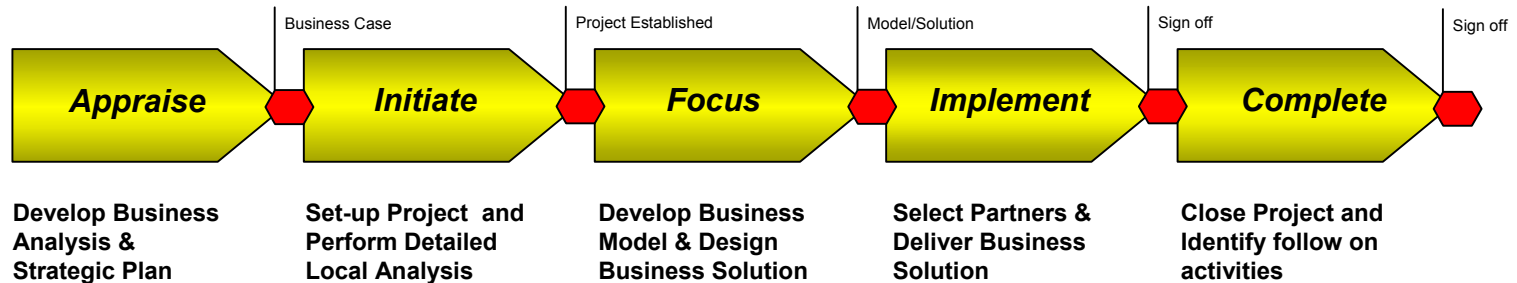 Business Case
Project Established
Model/Solution
Sign off
Sign off
Appraise
Initiate
Focus
Implement
Complete
Develop Business
Analysis &
Strategic Plan
Set-up Project and
Perform Detailed
Local Analysis
Develop Business
Model & Design
Business Solution
Select Partners &
Deliver Business
Solution
Close Project and
Identify follow on
activities